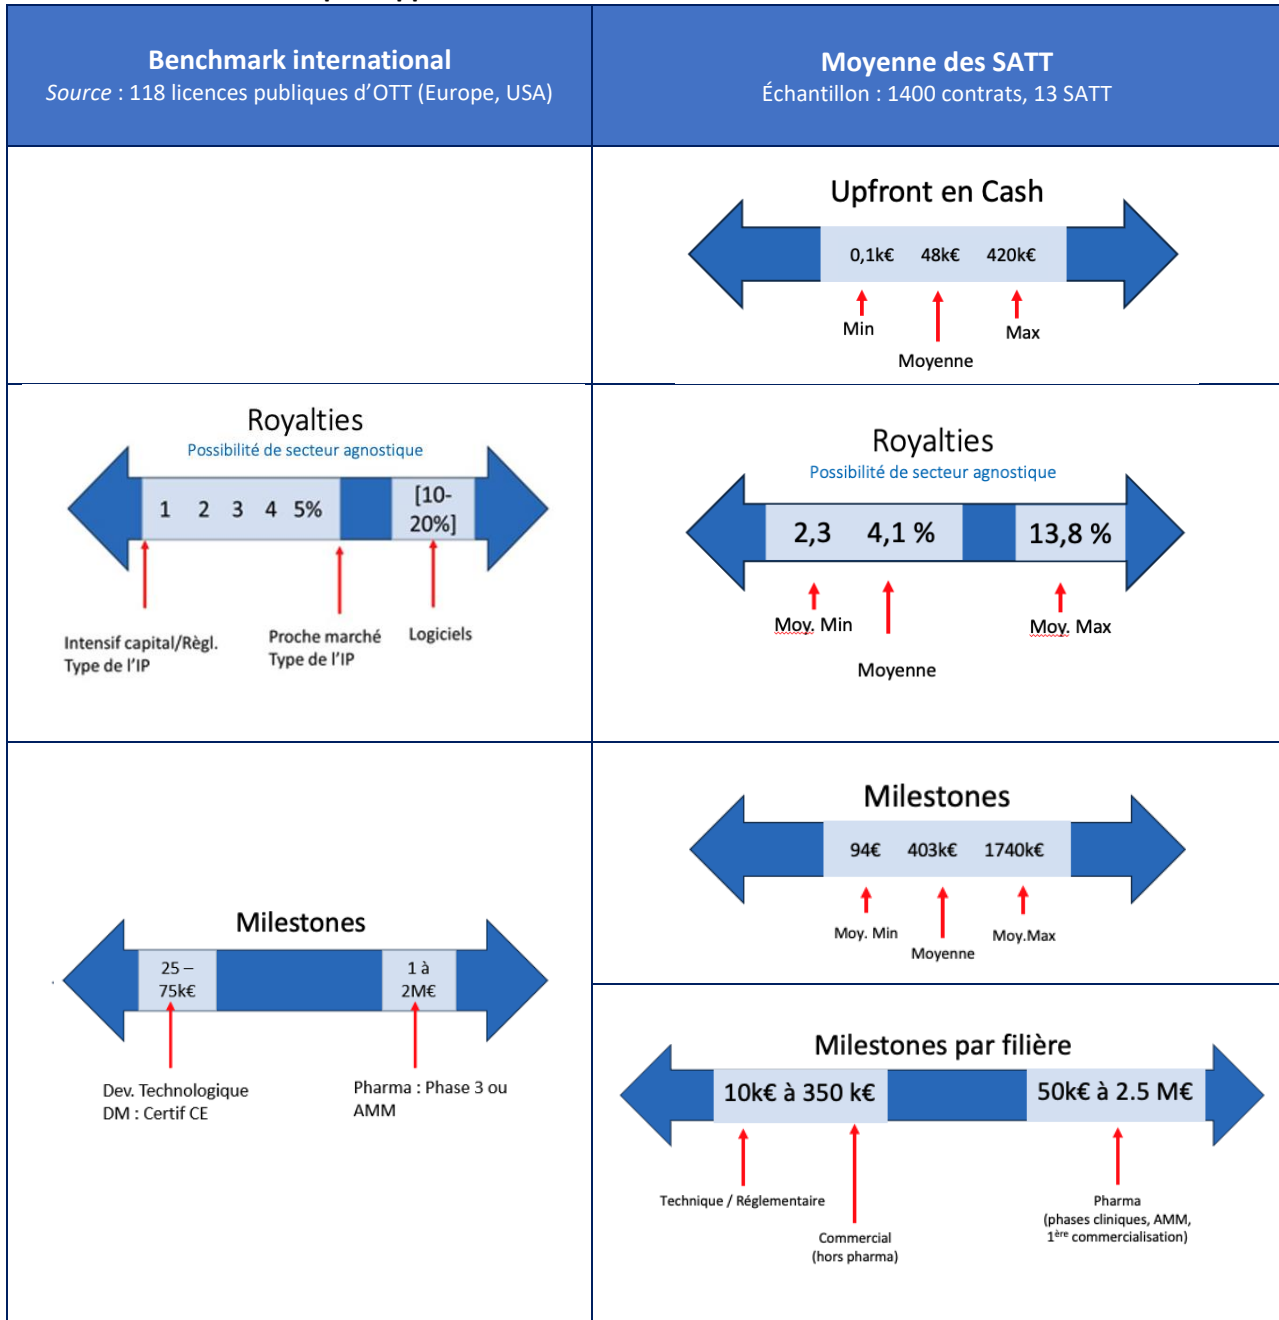 Benchmark international
Source : 118 licences publiques d'OTT (Europe, USA)
Moyenne des SATT
Échantillon : 1400 contrats, 13 SATT
Upfront en Cash
0,1k€ 48k€ 420k€
Min
Max
Moyenne
Royalties
Possibilité de secteur agnostique
1 2 3 4 5%
[10-
20%]
Intensif capital/Règl.
Type de l'IP
Proche marché
Type de l'IP
Logiciels
Royalties
Possibilité de secteur agnostique
2,3 4,1 % 13,8 %
Moy. Min
Moy. Max
Moyenne
Milestones
25 –
75k€
1 à
2M€
Dev. Technologique
DM : Certif CE
Pharma : Phase 3 ou
AMM
Milestones
94€ 403k€ 1740k€
Moy. Min
Moy.Max
Moyenne
Milestones par filière
10k€ à 350 k€
50k€ à 2.5 M€
Technique / Réglementaire
Commercial
(hors pharma)
Pharma
(phases cliniques, AMM,
1ère commercialisation)